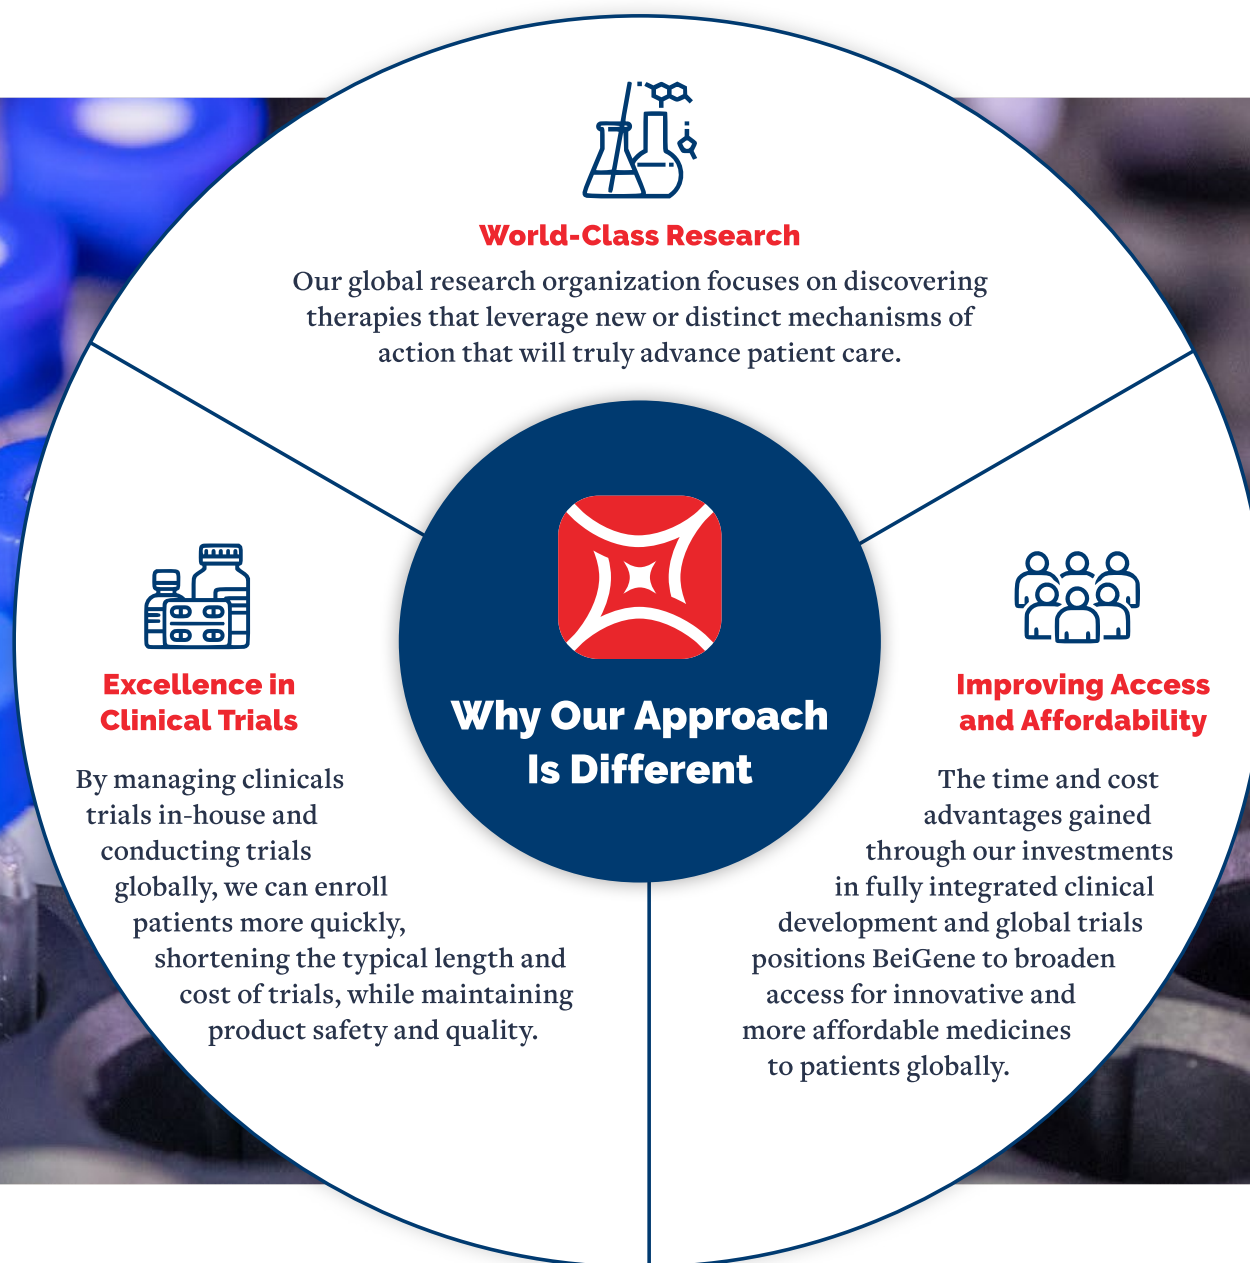 World-Class Research
Our global research organization focuses on discovering
therapies that leverage new or distinct mechanisms of
action that will truly advance patient care.
Why Our Approach
Is Different
Excellence in
Clinical Trials
By managing clinicals
trials in-house and
conducting trials
globally, we can enroll
patients more quickly,
shortening the typical length and
cost of trials, while maintaining
product safety and quality.
Improving Access
and Affordability
The time and cost
advantages gained
through our investments
in fully integrated clinical
development and global trials
positions BeiGene to broaden
access for innovative and
more affordable medicines
to patients globally.